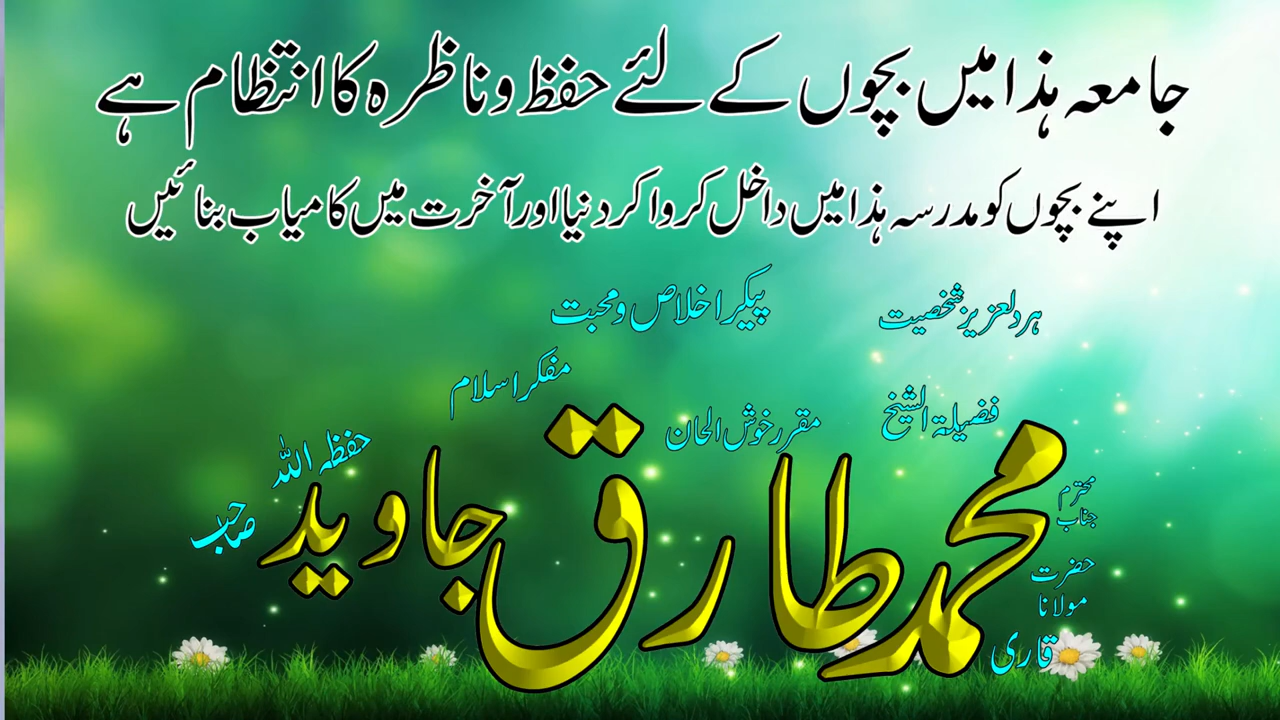 جامعہ ہذا میں بچوں کے لئے حفظ و ناظرہ کا انتظام ہے
اپنے بچوں کو مدرسہ ہذا میں داخل کروا کر دنیا اور آخرت میں کامیاب بنائیں
ہر دلعزیز شخصیت
پیکر اخلاص و محبت
مفکر اسلام
فضیلۃ الشیخ
مقرر خوش الحان
محترم
جناب
حضرت
مولانا
قاری
محمد طارق جاوید
حفظہ اللہ
صاحب